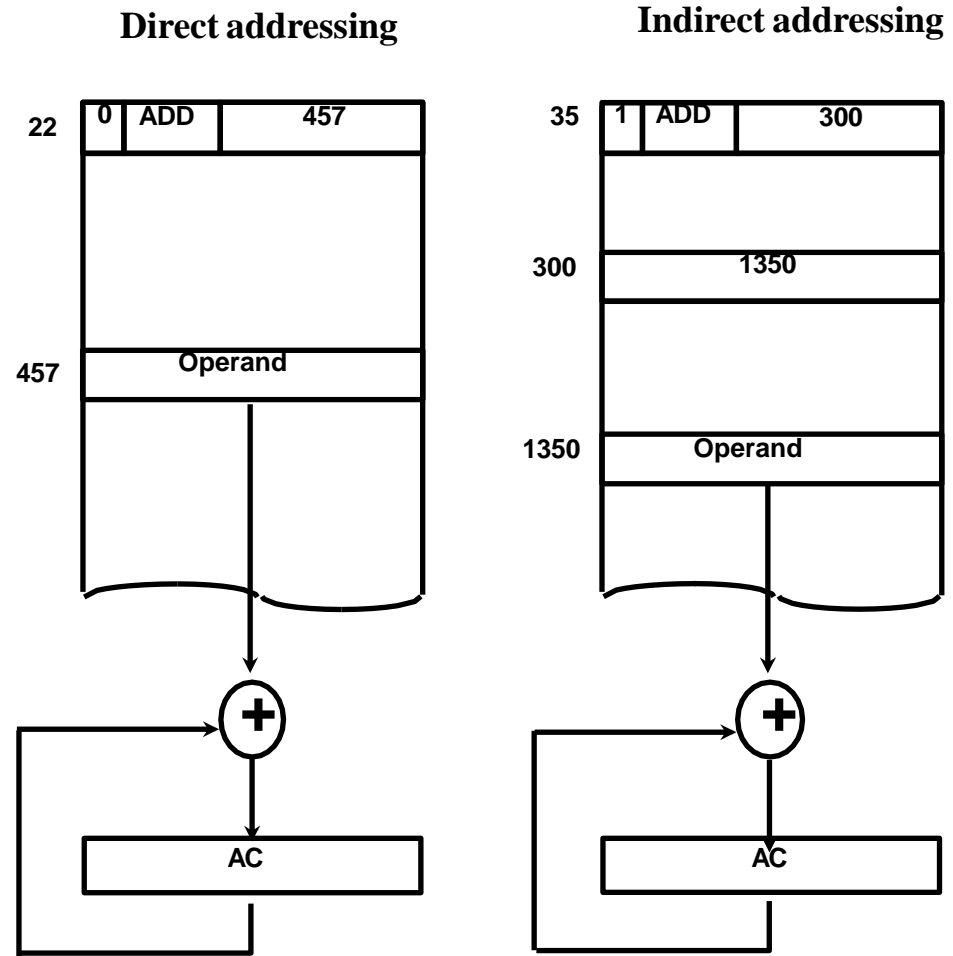 Direct addressing
22 0 ADD 457
457 Operand
+
AC
Indirect addressing
35 1 ADD 300
300 1350
1350 Operand
+
AC